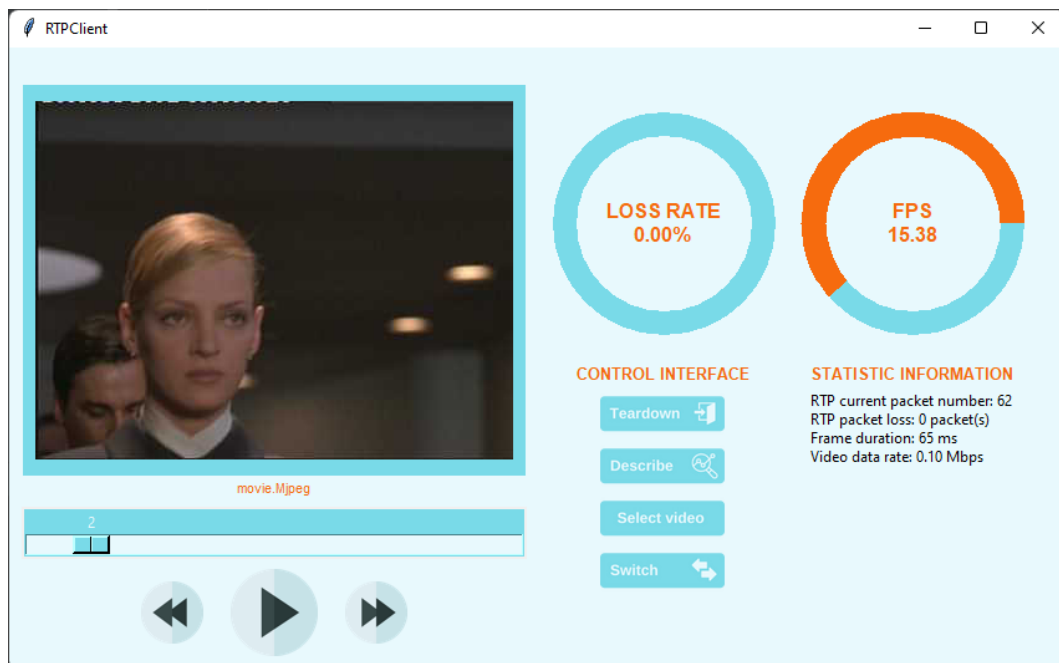 RTPClient
LOSS RATE
0.00%
FPS
15.38
movie.Mjpeg
2
CONTROL INTERFACE
Teardown
Describe
Select video
Switch
STATISTIC INFORMATION
RTP current packet number: 62
RTP packet loss: 0 packet(s)
Frame duration: 65 ms
Video data rate: 0.10 Mbps